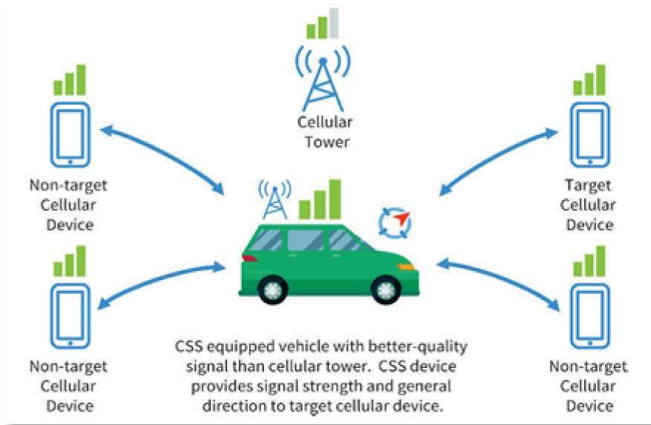 Cellular
Tower
Non-target
Cellular
Device
Target
Cellular
Device
Non-target
Cellular
Device
Non-target
Cellular
Device
CSS equipped vehicle with better-quality
signal than cellular tower. CSS device
provides signal strength and general
direction to target cellular device.